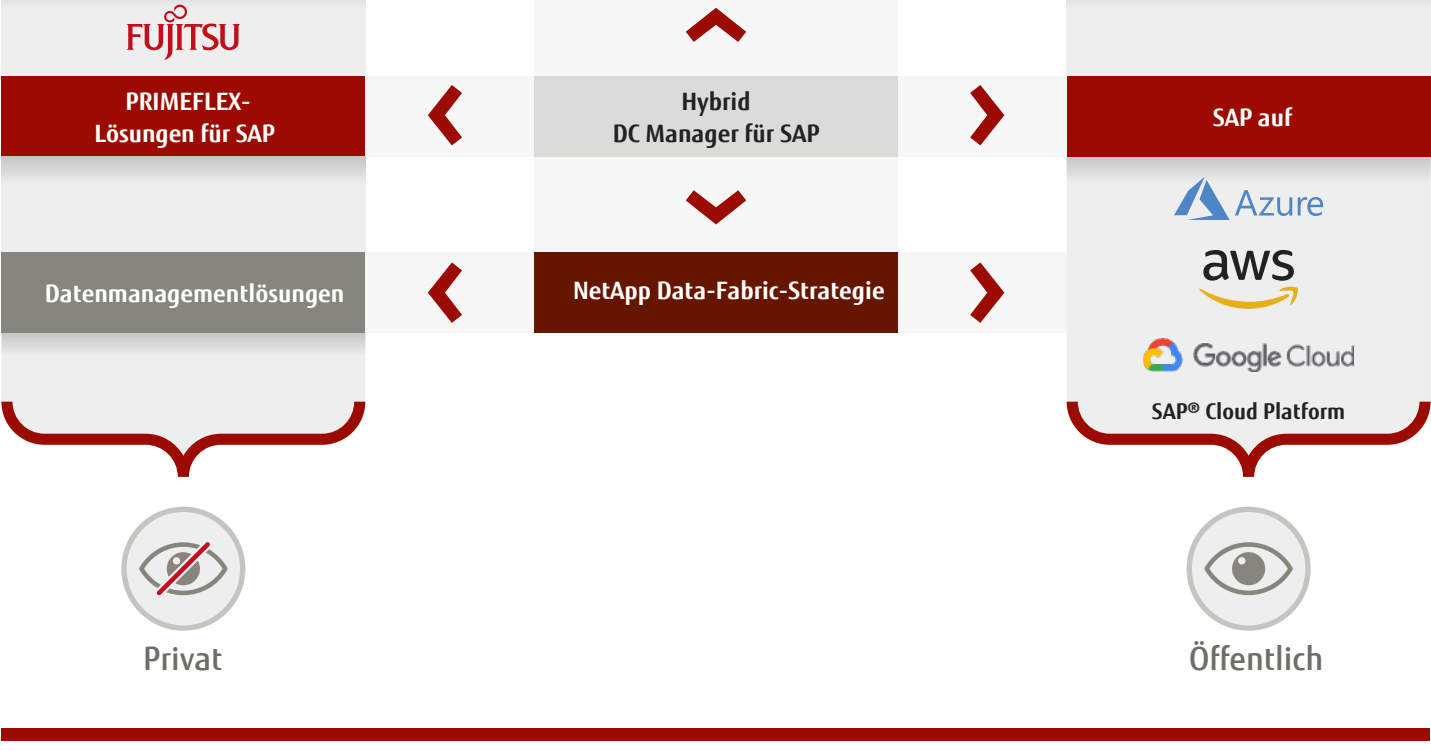 FUJITSU
PRIMEFLEX-
Lösungen für SAP
Hybrid
DC Manager für SAP
SAP auf
Azure
aws
Datenmanagementlösungen
NetApp Data-Fabric-Strategie
Google Cloud
SAP® Cloud Platform
Privat
Öffentlich